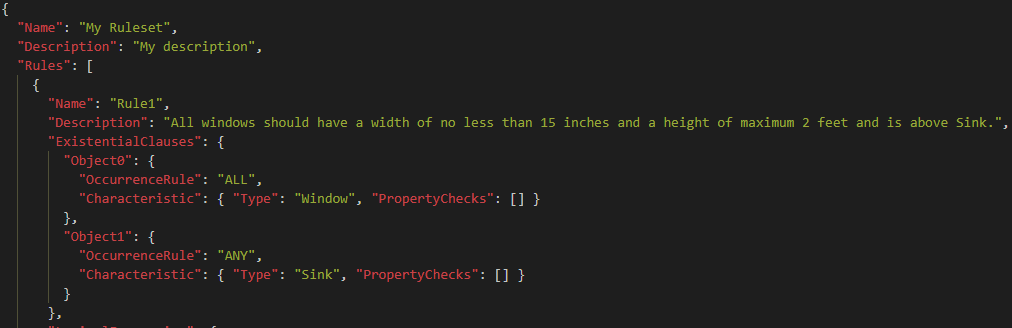 {
"Name": "My Ruleset",
"Description": "My description",
"Rules": [
{
"Name": "Rule1",
"Description": "All windows should have a width of no less than 15 inches and a height of maximum 2 feet and is above Sink.",
"ExistentialClauses": {
"Object0": {
"OccurrenceRule": "ALL",
"Characteristic": { "Type": "Window", "PropertyChecks": [] }
},
"Object1": {
"OccurrenceRule": "ANY",
"Characteristic": { "Type": "Sink", "PropertyChecks": [] }
}
},